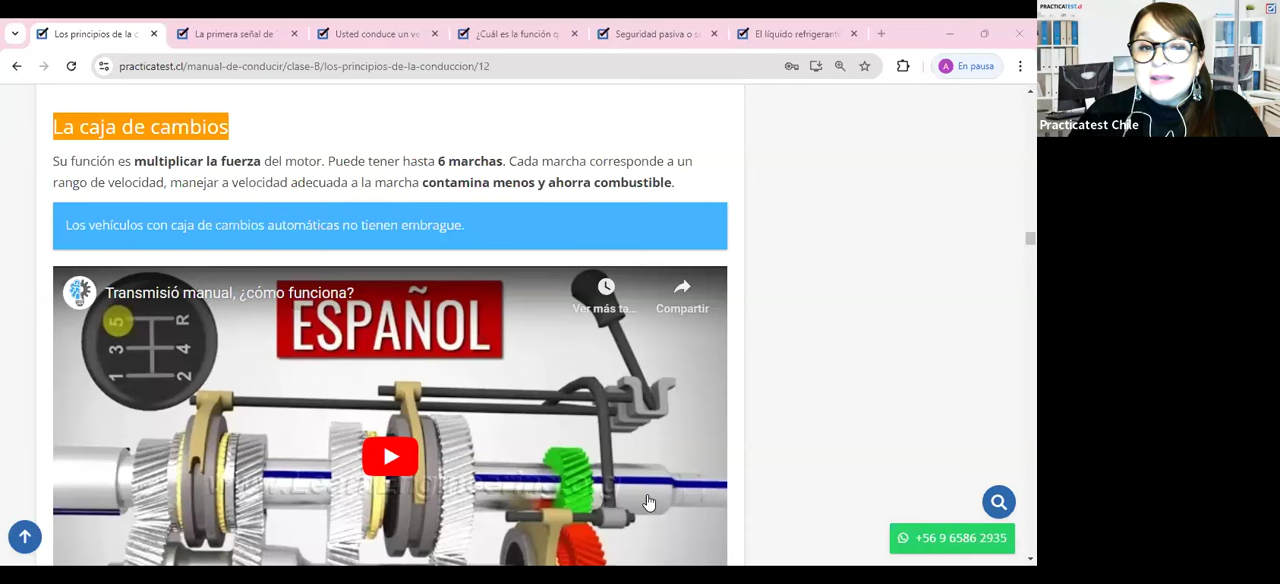 Los principios de la c
La primera señal de
Usted conduce un ve
¿Cuál es la función q
Seguridad pasiva o s
El líquido refrigerant
practicatest.cl/manual-de-conducir/clase-B/los-principios-de-la-conduccion/12
A En pausa
PRACTICATEST.cl
Practicatest Chile
La caja de cambios
Su función es multiplicar la fuerza del motor. Puede tener hasta 6 marchas. Cada marcha corresponde a un
rango de velocidad, manejar a velocidad adecuada a la marcha contamina menos y ahorra combustible.
Los vehículos con caja de cambios automáticas no tienen embrague.
Transmisió manual, ¿cómo funciona?
Ver más ta...
Compartir
ESPAÑOL
5 R
3 4
1 2
www.LearnEngineering.org
+56 9 6586 2935